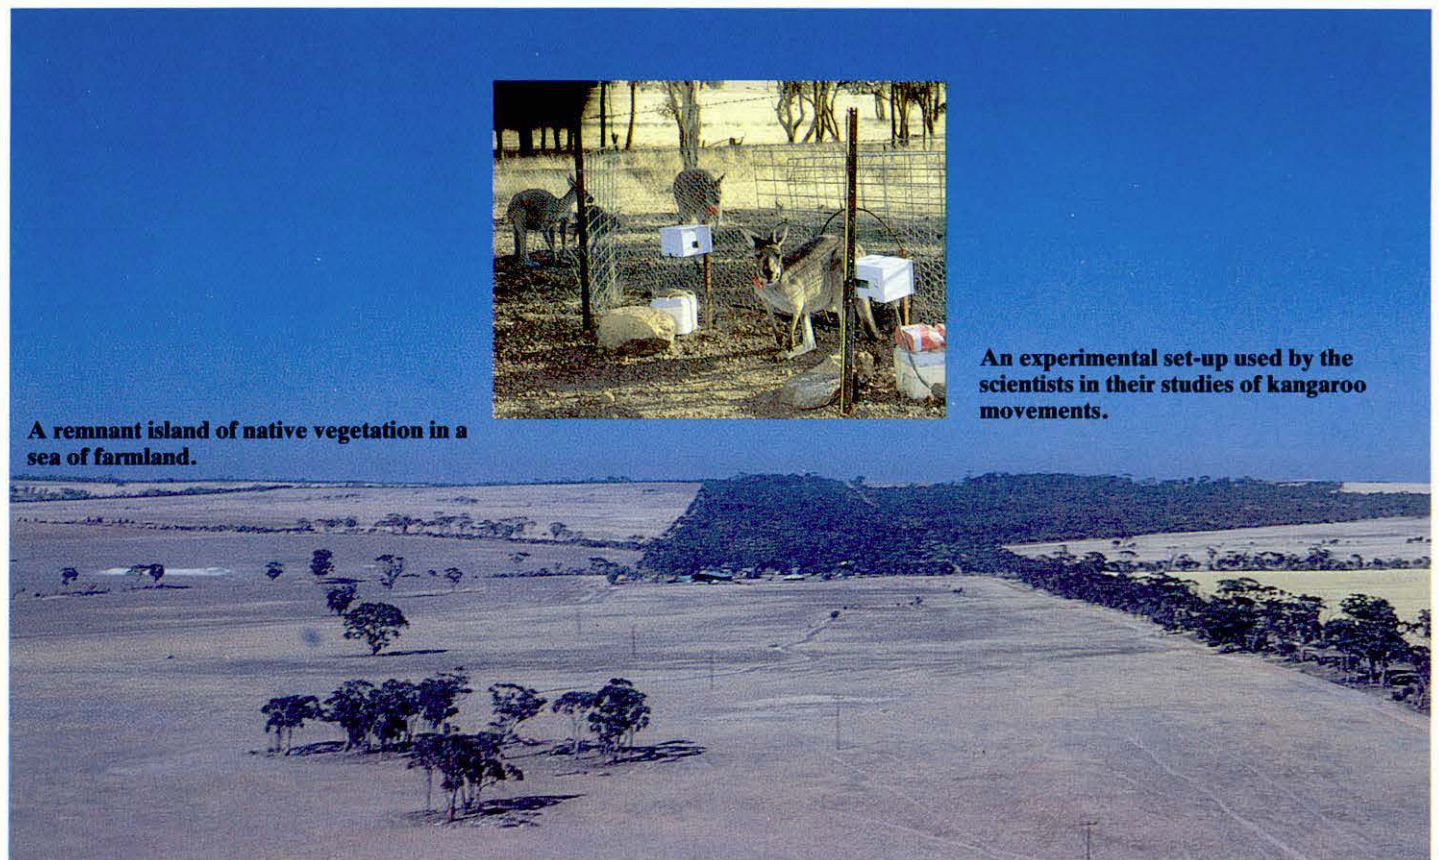 A remnant island of native vegetation in a
sea of farmland.
An experimental set-up used by the
scientists in their studies of kangaroo
movements.